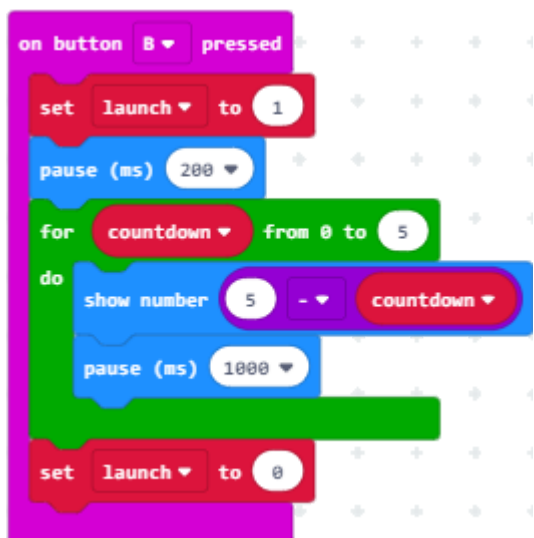 on button B pressed
set launch to 1
pause (ms) 200
for countdown from 0 to 5
do
show number 5 - countdown
pause (ms) 1000
set launch to 0